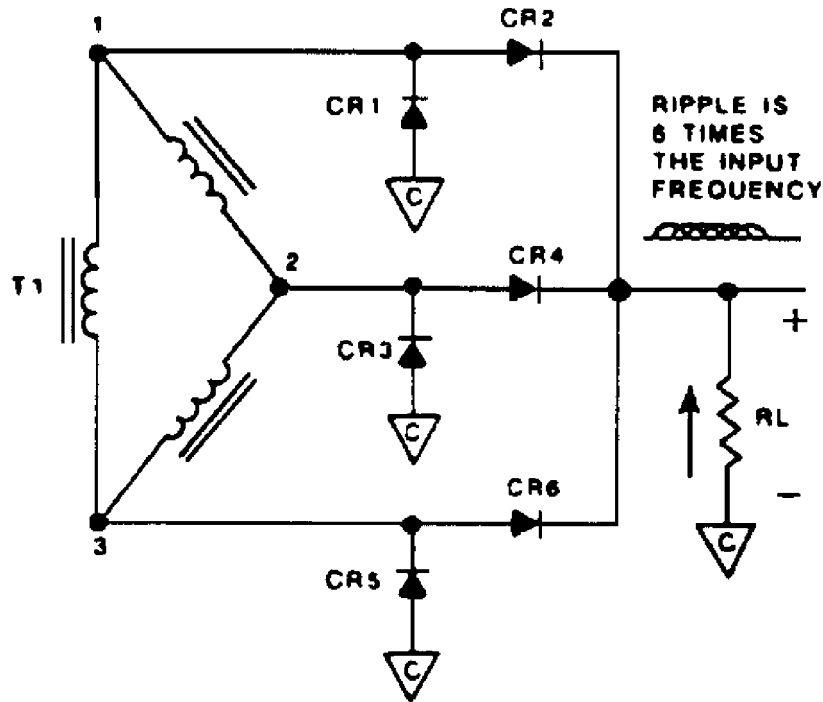 1
CR2
CR1
C
RIPPLE IS
6 TIMES
THE INPUT
FREQUENCY
T1
2
CR4
CR3
C
+
RL
−
C
3
CR6
CR5
C